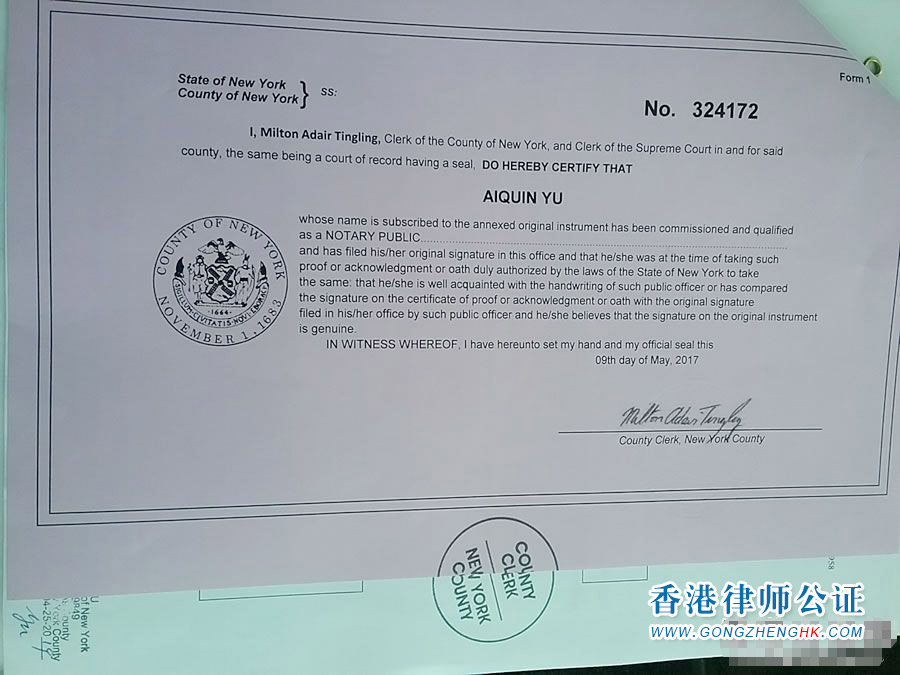 Form 1
State of New York
County of New York } SS:
No. 324172
I, Milton Adair Tingling, Clerk of the County of New York, and Clerk of the Supreme Court in and for said
county, the same being a court of record having a seal, DO HEREBY CERTIFY THAT
AIQUIN YU
whose name is subscribed to the annexed original instrument has been commissioned and qualified
as a NOTARY PUBLIC
and has filed his/her original signature in this office and that he/she was at the time of taking such
proof or acknowledgment or oath duly authorized by the laws of the State of New York to take
the same: that he/she is well acquainted with the handwriting of such public officer or has compared
the signature on the certificate of proof or acknowledgment or oath with the original signature
filed in his/her office by such public officer and he/she believes that the signature on the original instrument
is genuine.
IN WITNESS WHEREOF, I have hereunto set my hand and my official seal this
09th day of May, 2017
COUNTY OF NEW YORK
NOVEMBER 1, 1683
SIGILLUM CIVITATIS NOVI EBORACI
·1664·
Milton Adair Tingling
County Clerk, New York County
COUNTY
CLERK
NEW YORK
COUNTY
of New York
County
香港律师公证
WWW.GONGZHENGHK.COM